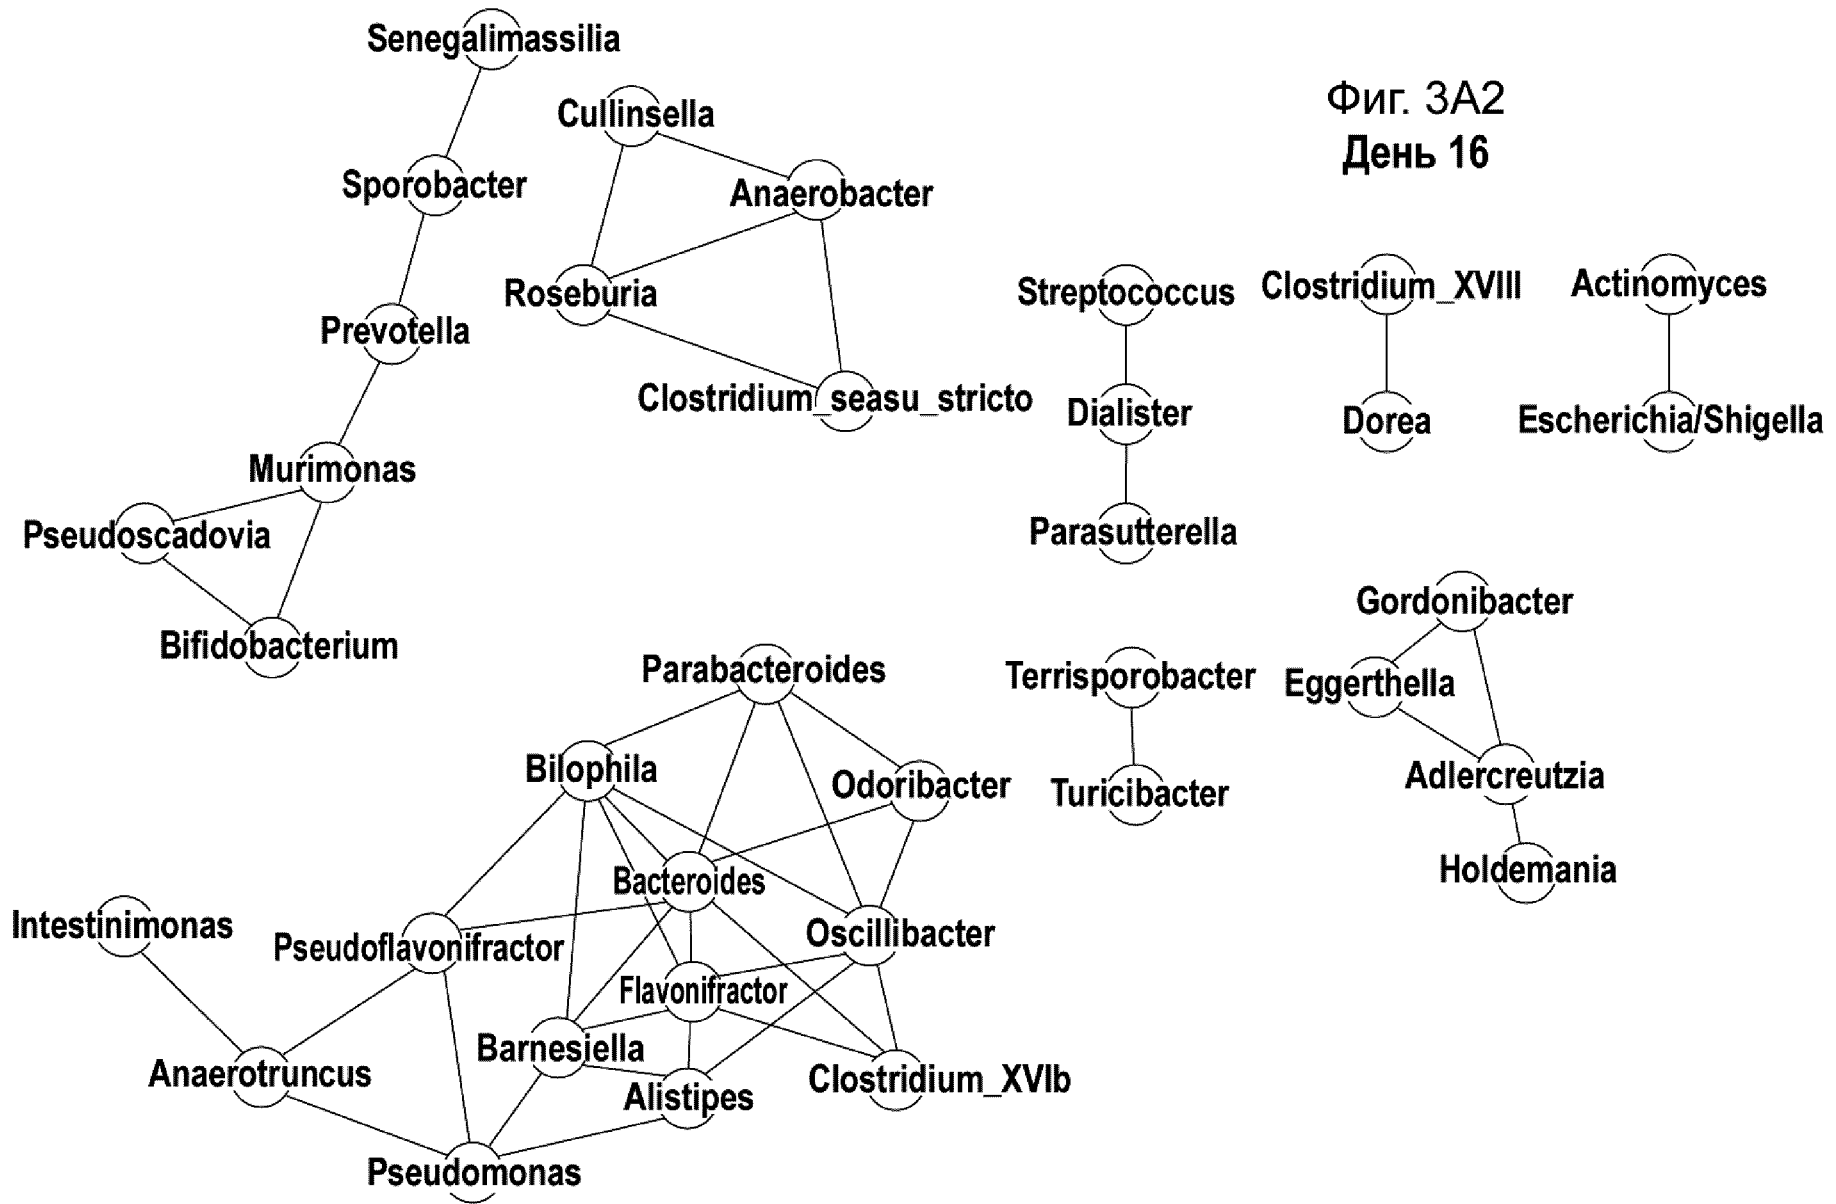 Senegalimassilia
Фиг. 3A2
День 16
Cullinsella
Sporobacter
Anaerobacter
Prevotella
Roseburia
Streptococcus
Clostridium_XVIII
Actinomyces
Clostridium_seasu_stricto
Dialister
Dorea
Escherichia/Shigella
Murimonas
Pseudoscadovia
Parasutterella
Bifidobacterium
Gordonibacter
Parabacteroides
Terrisporobacter
Eggerthella
Bilophila
Odoribacter
Turicibacter
Adlercreutzia
Bacteroides
Holdemania
Intestinimonas
Pseudoflavonifractor
Oscillibacter
Flavonifractor
Barnesiella
Anaerotruncus
Alistipes
Clostridium_XVIb
Pseudomonas